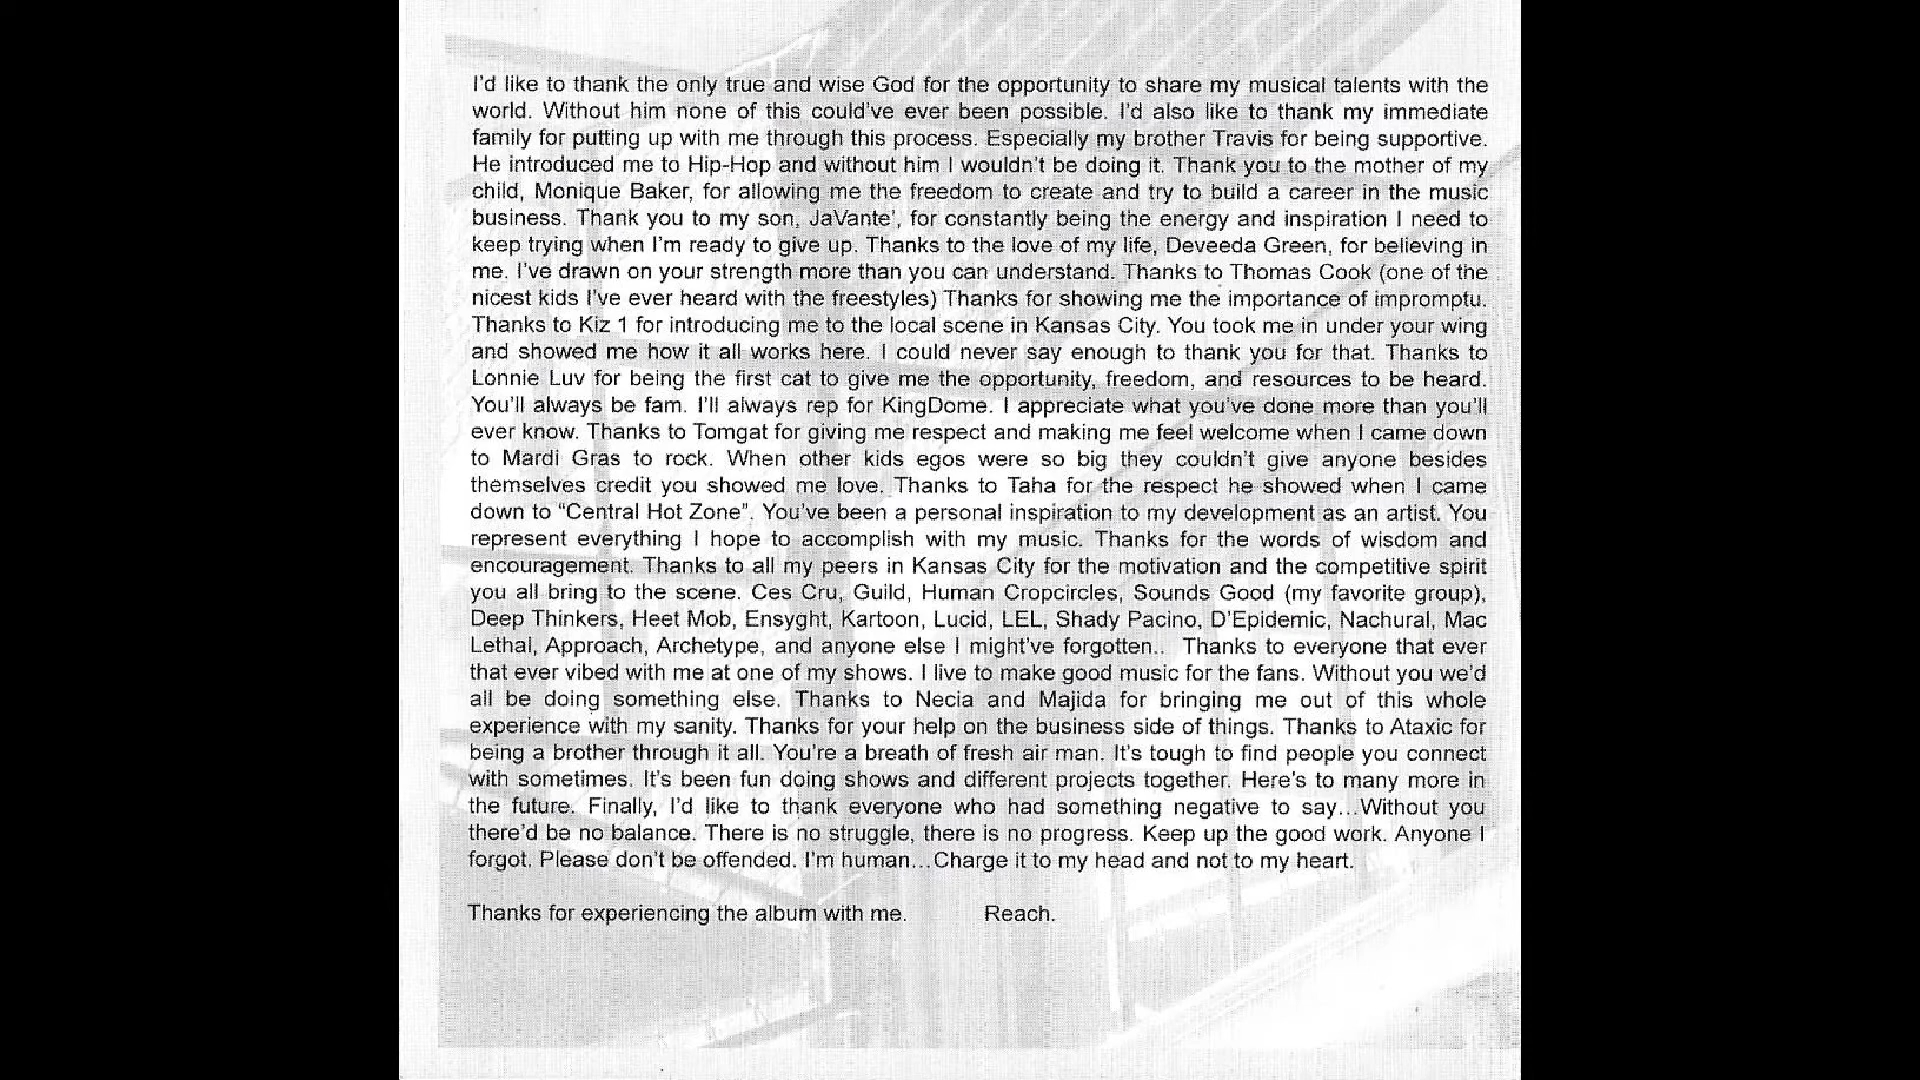 I'd like to thank the only true and wise God for the opportunity to share my musical talents with the
world. Without him none of this could've ever been possible. I'd also like to thank my immediate
family for putting up with me through this process. Especially my brother Travis for being supportive.
He introduced me to Hip-Hop and without him I wouldn't be doing it. Thank you to the mother of my
child, Monique Baker, for allowing me the freedom to create and try to build a career in the music
business. Thank you to my son, JaVante', for constantly being the energy and inspiration I need to
keep trying when I'm ready to give up. Thanks to the love of my life, Deveeda Green, for believing in
me. I've drawn on your strength more than you can understand. Thanks to Thomas Cook (one of the
nicest kids I've ever heard with the freestyles) Thanks for showing me the importance of impromptu.
Thanks to Kiz 1 for introducing me to the local scene in Kansas City. You took me in under your wing
and showed me how it all works here. I could never say enough to thank you for that. Thanks to
Lonnie Luv for being the first cat to give me the opportunity, freedom, and resources to be heard.
You'll always be fam. I'll always rep for KingDome. I appreciate what you've done more than you'll
ever know. Thanks to Tomgat for giving me respect and making me feel welcome when I came down
to Mardi Gras to rock. When other kids egos were so big they couldn't give anyone besides
themselves credit you showed me love. Thanks to Taha for the respect he showed when I came
down to "Central Hot Zone". You've been a personal inspiration to my development as an artist. You
represent everything I hope to accomplish with my music. Thanks for the words of wisdom and
encouragement. Thanks to all my peers in Kansas City for the motivation and the competitive spirit
you all bring to the scene. Ces Cru, Guild, Human Cropcircles, Sounds Good (my favorite group),
Deep Thinkers, Heet Mob, Ensyght, Kartoon, Lucid, LEL, Shady Pacino, D'Epidemic, Nachural, Mac
Lethal, Approach, Archetype, and anyone else I might've forgotten.. Thanks to everyone that ever
that ever vibed with me at one of my shows. I live to make good music for the fans. Without you we'd
all be doing something else. Thanks to Necia and Majida for bringing me out of this whole
experience with my sanity. Thanks for your help on the business side of things. Thanks to Ataxic for
being a brother through it all. You're a breath of fresh air man. It's tough to find people you connect
with sometimes. It's been fun doing shows and different projects together. Here's to many more in
the future. Finally, I'd like to thank everyone who had something negative to say...Without you
there'd be no balance. There is no struggle, there is no progress. Keep up the good work. Anyone I
forgot. Please don't be offended. I'm human...Charge it to my head and not to my heart.
Thanks for experiencing the album with me. Reach.